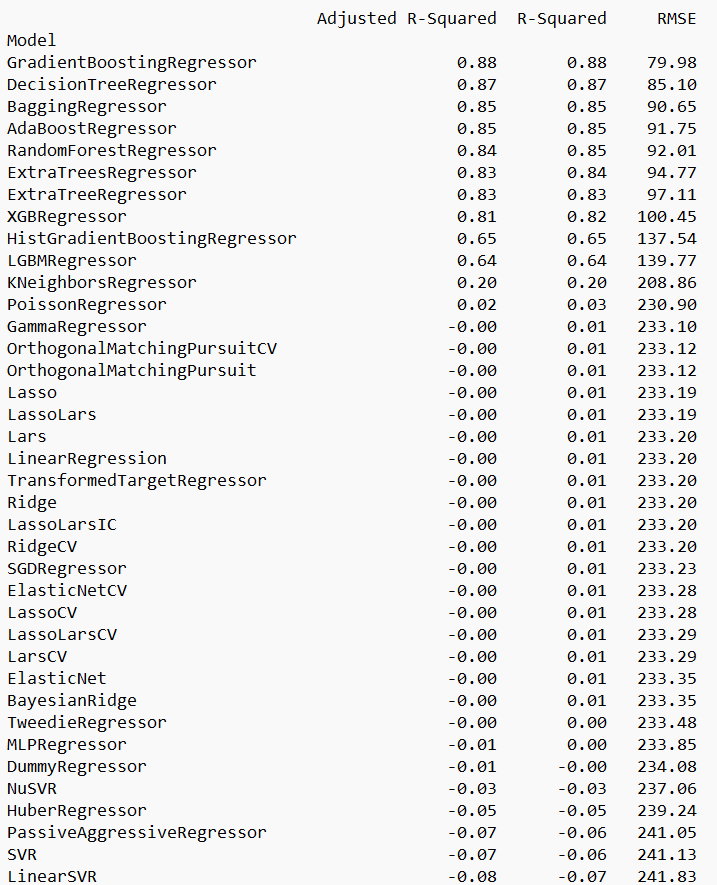 Adjusted R-Squared R-Squared RMSE
Model
GradientBoostingRegressor 0.88 0.88 79.98
DecisionTreeRegressor 0.87 0.87 85.10
BaggingRegressor 0.85 0.85 90.65
AdaBoostRegressor 0.85 0.85 91.75
RandomForestRegressor 0.84 0.85 92.01
ExtraTreesRegressor 0.83 0.84 94.77
ExtraTreeRegressor 0.83 0.83 97.11
XGBRegressor 0.81 0.82 100.45
HistGradientBoostingRegressor 0.65 0.65 137.54
LGBMRegressor 0.64 0.64 139.77
KNeighborsRegressor 0.20 0.20 208.86
PoissonRegressor 0.02 0.03 230.90
GammaRegressor -0.00 0.01 233.10
OrthogonalMatchingPursuitCV -0.00 0.01 233.12
OrthogonalMatchingPursuit -0.00 0.01 233.12
Lasso -0.00 0.01 233.19
LassoLars -0.00 0.01 233.19
Lars -0.00 0.01 233.20
LinearRegression -0.00 0.01 233.20
TransformedTargetRegressor -0.00 0.01 233.20
Ridge -0.00 0.01 233.20
LassoLarsIC -0.00 0.01 233.20
RidgeCV -0.00 0.01 233.20
SGDRegressor -0.00 0.01 233.23
ElasticNetCV -0.00 0.01 233.28
LassoCV -0.00 0.01 233.28
LassoLarsCV -0.00 0.01 233.29
LarsCV -0.00 0.01 233.29
ElasticNet -0.00 0.01 233.35
BayesianRidge -0.00 0.01 233.35
TweedieRegressor -0.00 0.00 233.48
MLPRegressor -0.01 0.00 233.85
DummyRegressor -0.01 -0.00 234.08
NuSVR -0.03 -0.03 237.06
HuberRegressor -0.05 -0.05 239.24
PassiveAggressiveRegressor -0.07 -0.06 241.05
SVR -0.07 -0.06 241.13
LinearSVR -0.08 -0.07 241.83